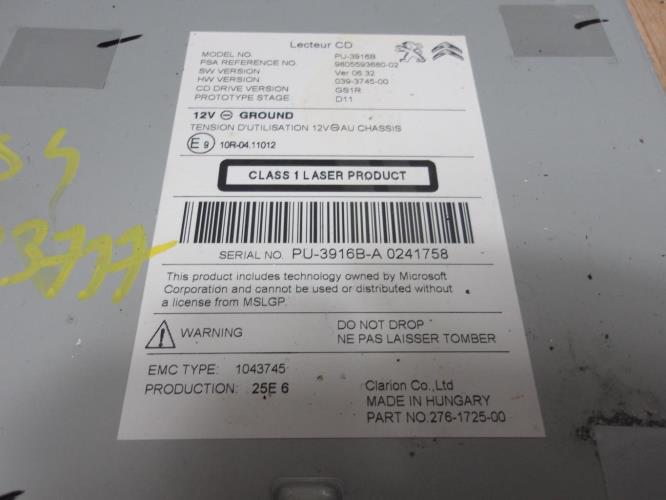 Lecteur CD
MODEL NO. PU-3916B
PSA REFERENCE NO. 9805593680-02
SW VERSION Ver 06.32
HW VERSION 039-3745-00
CD DRIVE VERSION GS1R
PROTOTYPE STAGE D11
12V ⊖ GROUND
TENSION D'UTILISATION 12V⊖AU CHASSIS
E9 10R-04.11012
CLASS 1 LASER PRODUCT
SERIAL NO. PU-3916B-A 0241758
This product includes technology owned by Microsoft
Corporation and cannot be used or distributed without
a license from MSLGP.
WARNING
DO NOT DROP
NE PAS LAISSER TOMBER
EMC TYPE: 1043745
PRODUCTION: 25E 6
Clarion Co.,Ltd
MADE IN HUNGARY
PART NO.276-1725-00